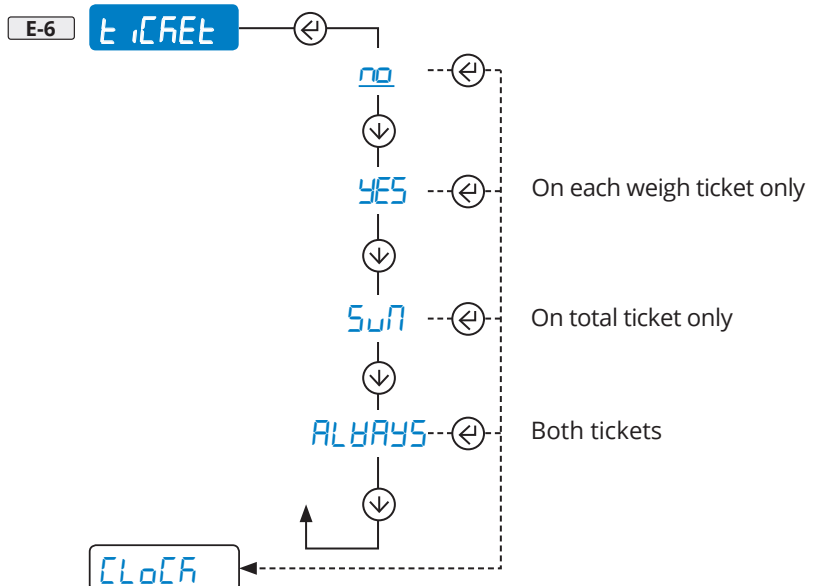 E-6 tiCKEt
no
YES On each weigh ticket only
SuM On total ticket only
ALWAYS Both tickets
CLoCK